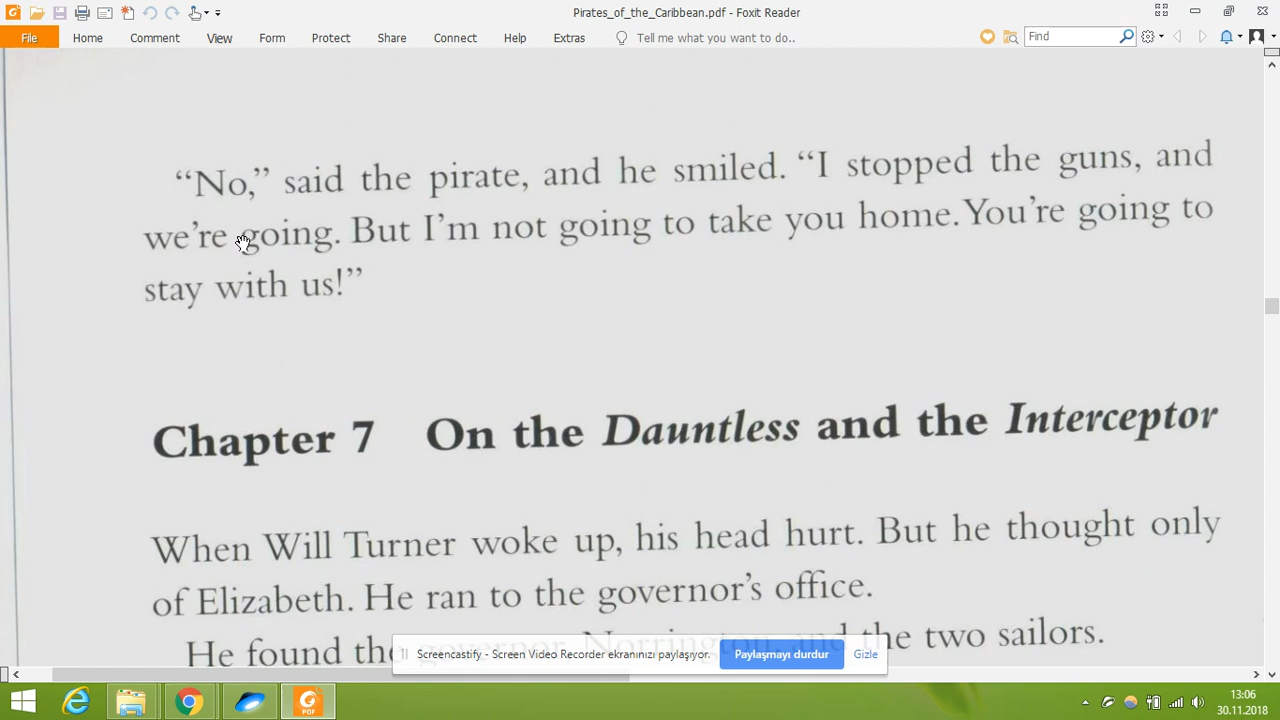 Pirates_of_the_Caribbean.pdf - Foxit Reader
File Home Comment View Form Protect Share Connect Help Extras Tell me what you want to do.. Find
“No,” said the pirate, and he smiled. “I stopped the guns, and
we’re going. But I’m not going to take you home. You’re going to
stay with us!”
Chapter 7 On the Dauntless and the Interceptor
When Will Turner woke up, his head hurt. But he thought only
of Elizabeth. He ran to the governor’s office.
He found the governor, Norrington, and the two sailors.
Screencastify - Screen Video Recorder ekranınızı paylaşıyor. Paylaşmayı durdur Gizle
PDF
13:06
30.11.2018